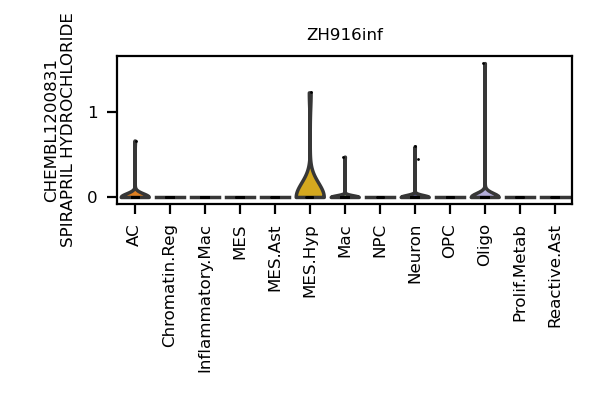 ZH916inf
CHEMBL1200831
SPIRAPRIL HYDROCHLORIDE
1
0
AC
Chromatin.Reg
Inflammatory.Mac
MES
MES.Ast
MES.Hyp
Mac
NPC
Neuron
OPC
Oligo
Prolif.Metab
Reactive.Ast